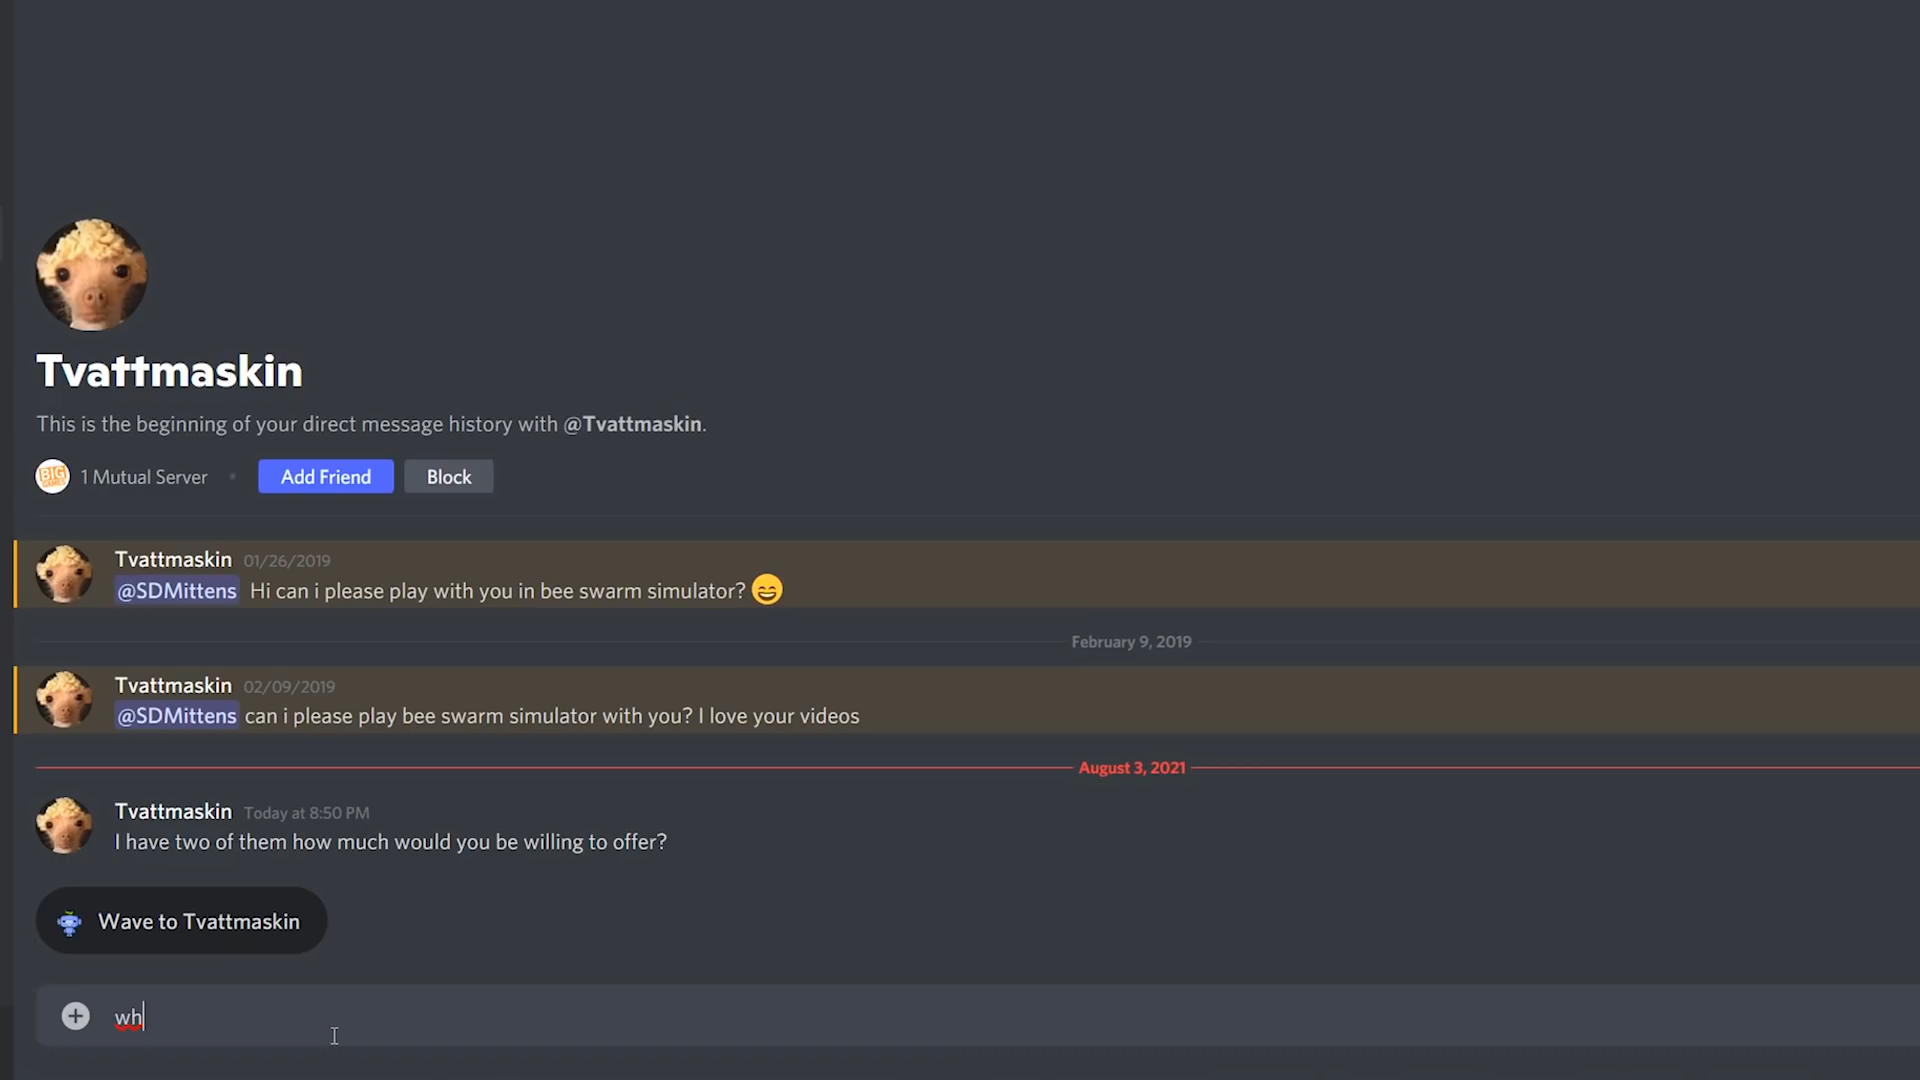 Tvattmaskin
This is the beginning of your direct message history with @Tvattmaskin.
BIG GAMES 1 Mutual Server • Add Friend Block
Tvattmaskin 01/26/2019
@SDMittens Hi can i please play with you in bee swarm simulator? 😄
February 9, 2019
Tvattmaskin 02/09/2019
@SDMittens can i please play bee swarm simulator with you? I love your videos
August 3, 2021
Tvattmaskin Today at 8:50 PM
I have two of them how much would you be willing to offer?
Wave to Tvattmaskin
wh